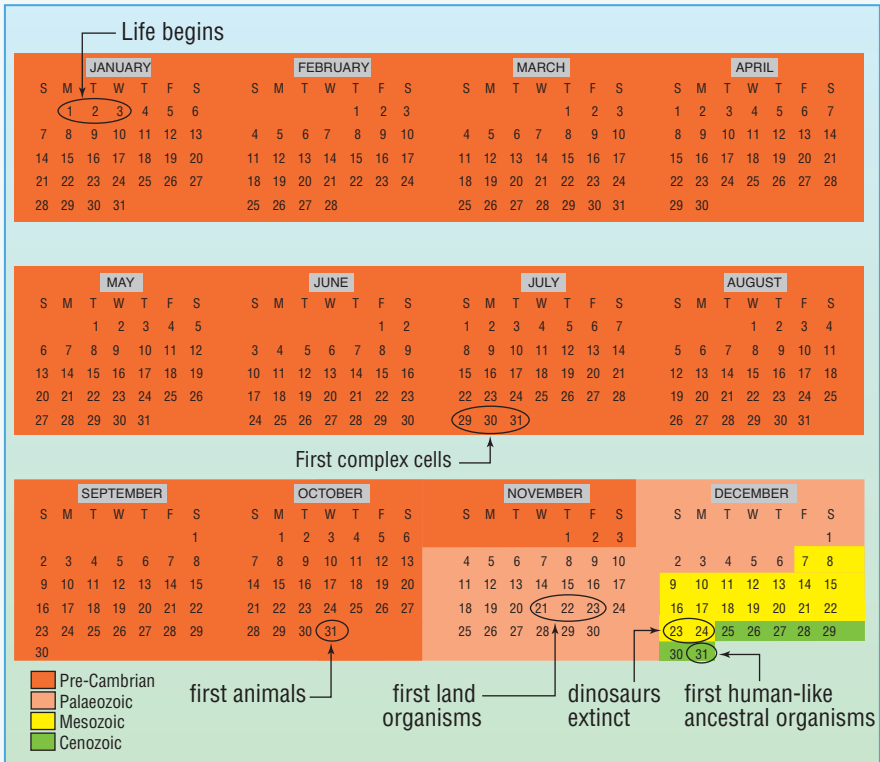 Life begins
JANUARY FEBRUARY MARCH APRIL
S M T W T F S S M T W T F S S M T W T F S S M T W T F S
1 2 3 4 5 6 1 2 3 1 2 3 1 2 3 4 5 6 7
7 8 9 10 11 12 13 4 5 6 7 8 9 10 4 5 6 7 8 9 10 8 9 10 11 12 13 14
14 15 16 17 18 19 20 11 12 13 14 15 16 17 11 12 13 14 15 16 17 15 16 17 18 19 20 21
21 22 23 24 25 26 27 18 19 20 21 22 23 24 18 19 20 21 22 23 24 22 23 24 25 26 27 28
28 29 30 31 25 26 27 28 25 26 27 28 29 30 31 29 30
MAY JUNE JULY AUGUST
S M T W T F S S M T W T F S S M T W T F S S M T W T F S
1 2 3 4 5 1 2 1 2 3 4 5 6 7 1 2 3 4
6 7 8 9 10 11 12 3 4 5 6 7 8 9 8 9 10 11 12 13 14 5 6 7 8 9 10 11
13 14 15 16 17 18 19 10 11 12 13 14 15 16 15 16 17 18 19 20 21 12 13 14 15 16 17 18
20 21 22 23 24 25 26 17 18 19 20 21 22 23 22 23 24 25 26 27 28 19 20 21 22 23 24 25
27 28 29 30 31 24 25 26 27 28 29 30 29 30 31 26 27 28 29 30 31
First complex cells
SEPTEMBER OCTOBER NOVEMBER DECEMBER
S M T W T F S S M T W T F S S M T W T F S S M T W T F S
1 1 2 3 4 5 6 1 2 3 1
2 3 4 5 6 7 8 7 8 9 10 11 12 13 4 5 6 7 8 9 10 2 3 4 5 6 7 8
9 10 11 12 13 14 15 14 15 16 17 18 19 20 11 12 13 14 15 16 17 9 10 11 12 13 14 15
16 17 18 19 20 21 22 21 22 23 24 25 26 27 18 19 20 21 22 23 24 16 17 18 19 20 21 22
23 24 25 26 27 28 29 28 29 30 31 25 26 27 28 29 30 23 24 25 26 27 28 29
30 30 31
Pre-Cambrian
Palaeozoic
Mesozoic
Cenozoic
first animals
first land
organisms
dinosaurs
extinct
first human-like
ancestral organisms